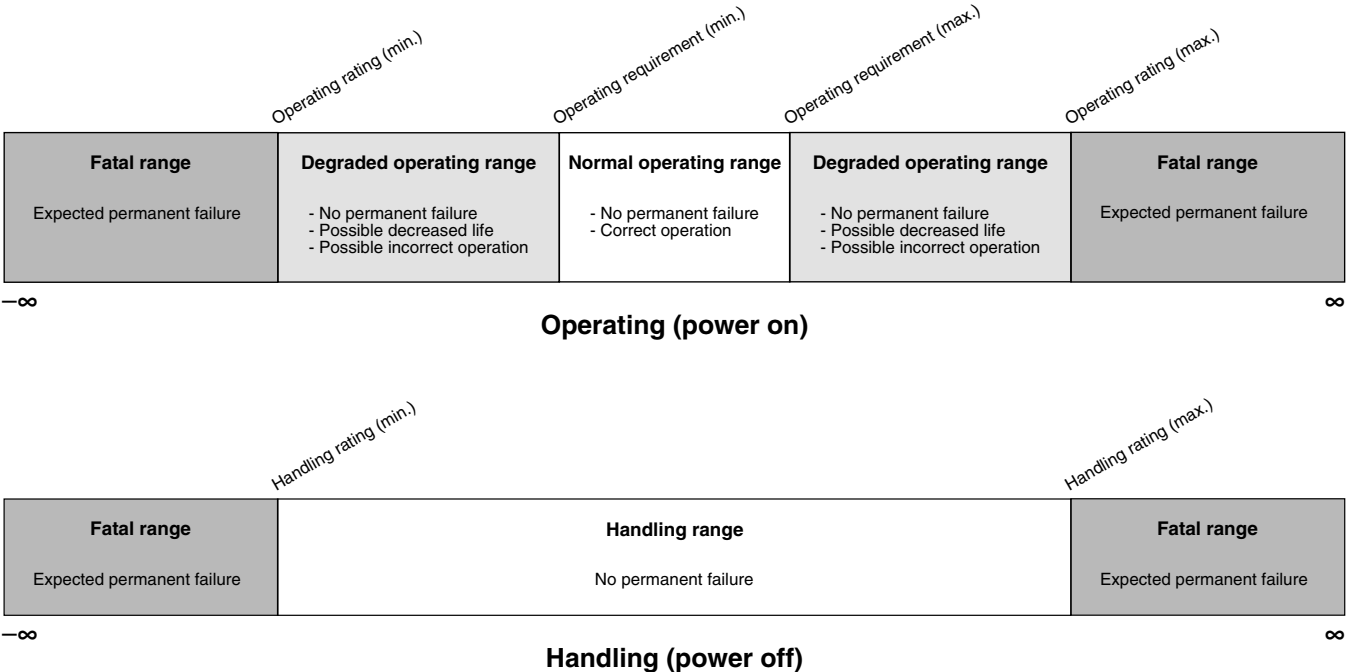 Operating rating (min.)
Operating requirement (min.)
Operating requirement (max.)
Operating rating (max.)
Fatal range
Expected permanent failure
Degraded operating range
- No permanent failure
- Possible decreased life
- Possible incorrect operation
Normal operating range
- No permanent failure
- Correct operation
Degraded operating range
- No permanent failure
- Possible decreased life
- Possible incorrect operation
Fatal range
Expected permanent failure
–∞
∞
Operating (power on)
Handling rating (min.)
Handling rating (max.)
Fatal range
Expected permanent failure
Handling range
No permanent failure
Fatal range
Expected permanent failure
–∞
∞
Handling (power off)